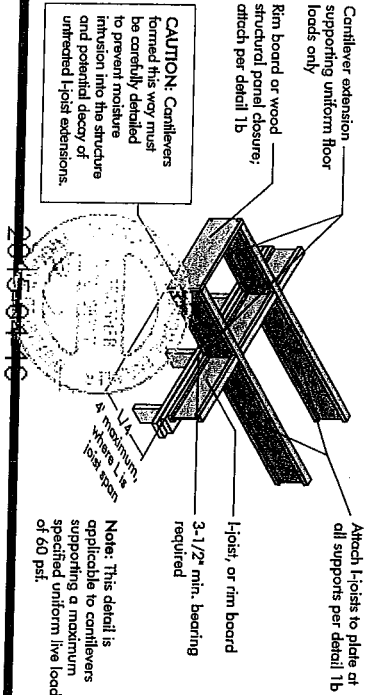 Cantilever extension
supporting uniform floor
loads only
Rim board or wood
structural panel closure;
attach per detail 1b
CAUTION: Cantilevers
formed this way must
be carefully detailed
to prevent moisture
intrusion into the structure
and potential decay of
untreated I-joist extensions.
Attach I-joists to plate at
all supports per detail 1b
I-joist, or rim board
3-1/2" min. bearing
required
L/4
4' maximum,
where L is
joist span
Note: This detail is
applicable to cantilevers
supporting a maximum
specified uniform live load
of 60 psf.